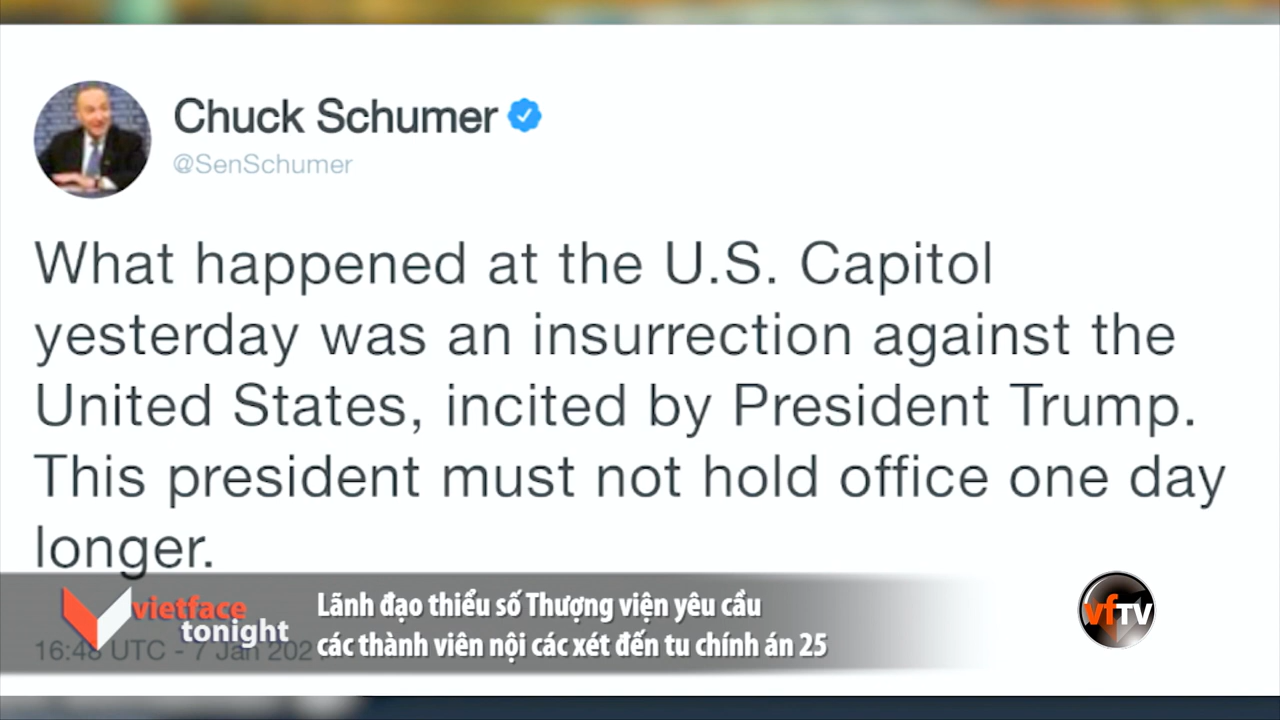 Chuck Schumer
@SenSchumer
What happened at the U.S. Capitol
yesterday was an insurrection against the
United States, incited by President Trump.
This president must not hold office one day
longer.
vietface
tonight
Lãnh đạo thiểu số Thượng viện yêu cầu
các thành viên nội các xét đến tu chính án 25
16:48 UTC - 7 Jan 202
vfTV